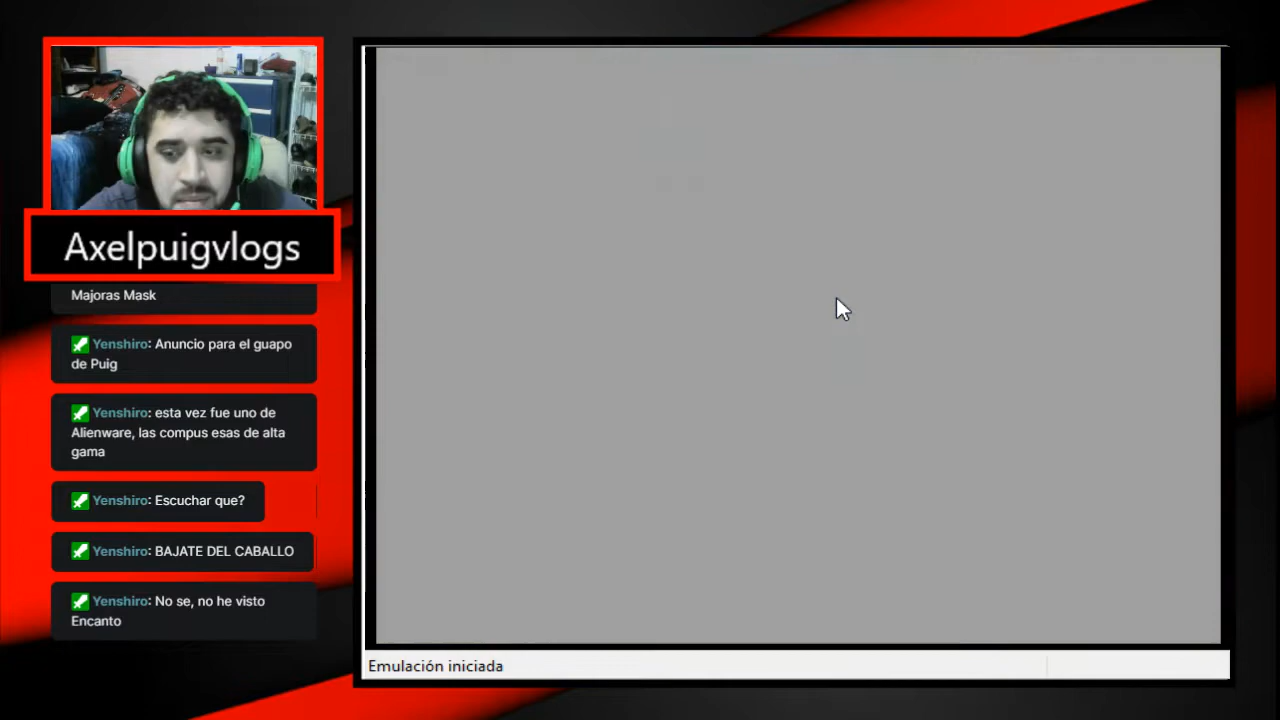 Axelpuigvlogs
Majoras Mask
Yenshiro: Anuncio para el guapo
de Puig
Yenshiro: esta vez fue uno de
Alienware, las compus esas de alta
gama
Yenshiro: Escuchar que?
Yenshiro: BAJATE DEL CABALLO
Yenshiro: No se, no he visto
Encanto
Emulación iniciada